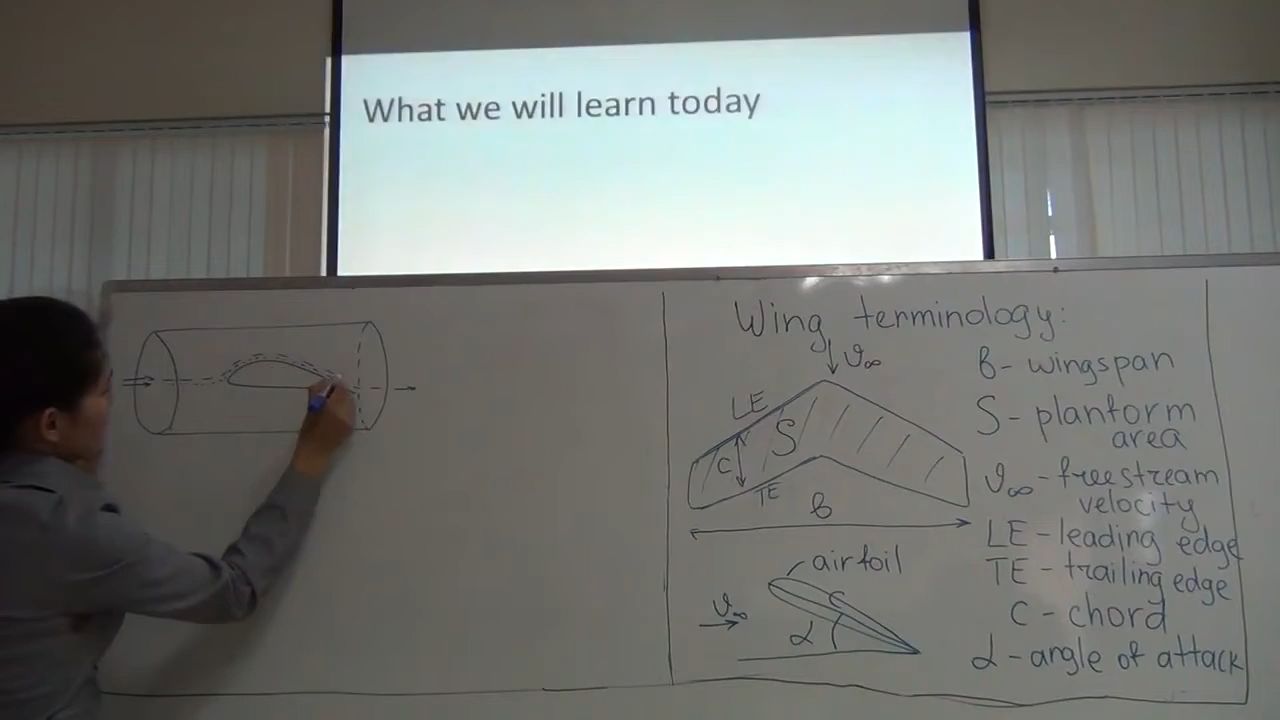 What we will learn today
Wing terminology:
ϑ∞
LE
S
C
TE
b
airfoil
C
ϑ∞
α
b - wingspan
S - planform
area
ϑ∞ - freestream
velocity
LE - leading edge
TE - trailing edge
C - chord
α - angle of attack